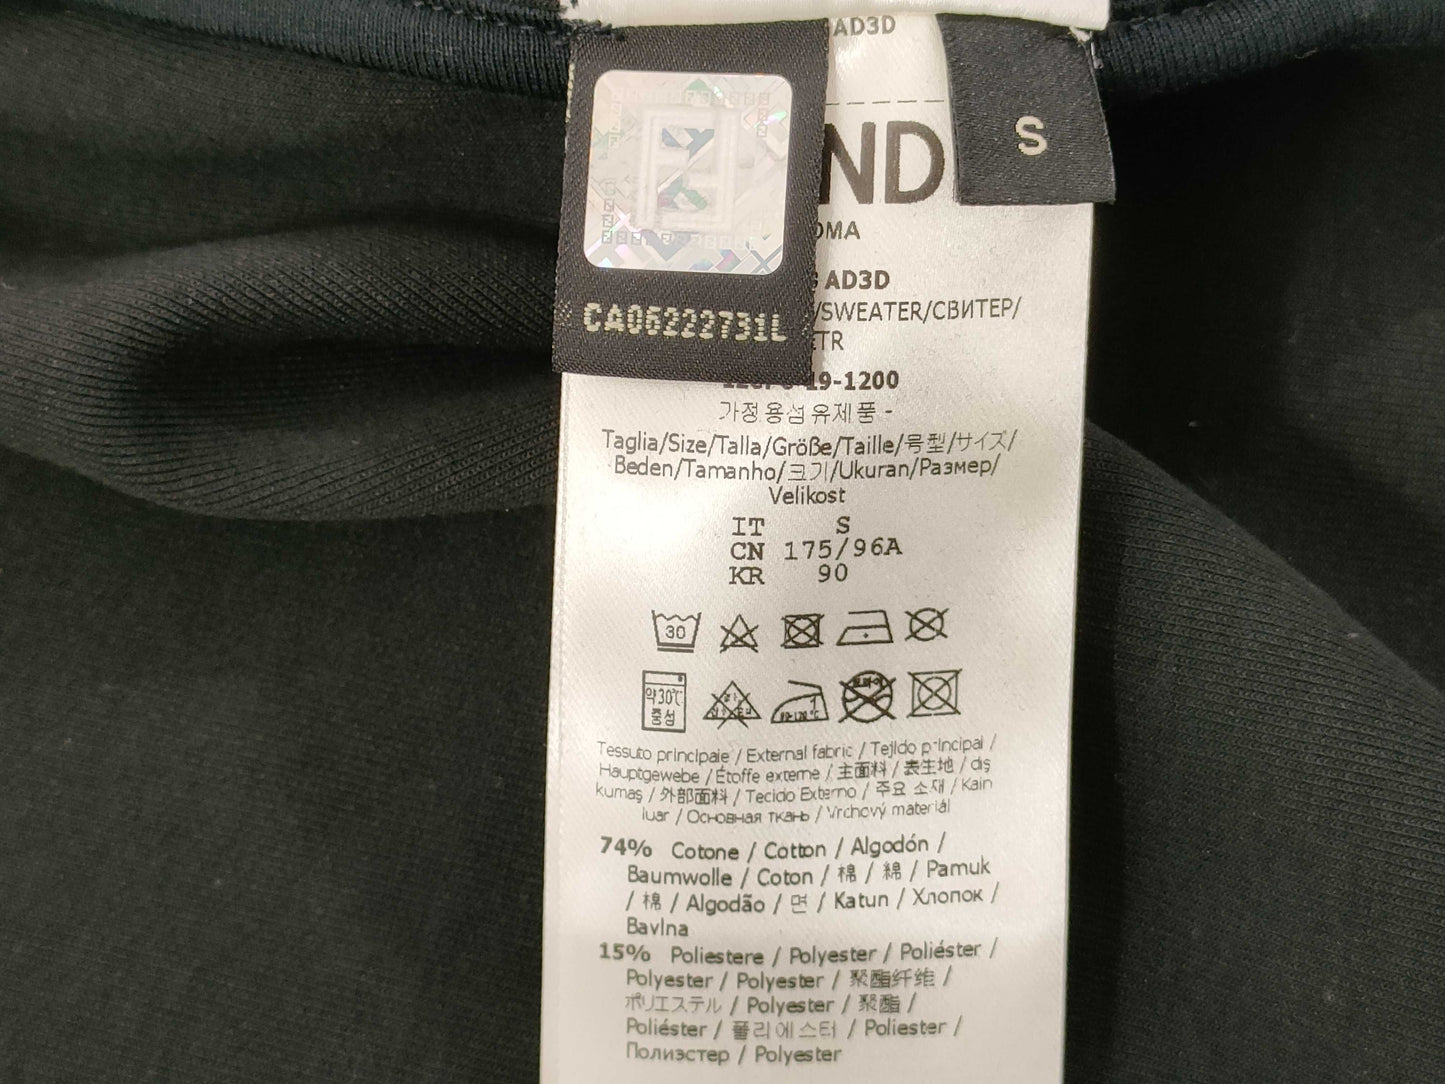 AD3D
ND
S
OMA
AD3D
CA06222731L
/SWEATER/СВИТЕР/
ETR
19-1200
가정용섬유제품 -
Taglia/Size/Talla/Größe/Taille/号型/サイズ/
Beden/Tamanho/크기/Ukuran/Размер/
Velikost
IT S
CN 175/96A
KR 90
30
약30℃
중성
Tessuto principale / External fabric / Tejido principal /
Hauptgewebe / Étoffe externe / 主面料 / 表生地 / dış
kumaş / 外部面料 / Tecido Externo / 주요 소재 / Kain
luar / Основная ткань / Vrchový materiál
74% Cotone / Cotton / Algodón /
Baumwolle / Coton / 棉 / 綿 / Pamuk
/ 棉 / Algodão / 면 / Katun / Хлопок /
Bavlna
15% Poliestere / Polyester / Poliéster /
Polyester / Polyester / 聚酯纤维 /
ポリエステル / Polyester / 聚酯 /
Poliéster / 폴리에스터 / Poliester /
Полиэстер / Polyester